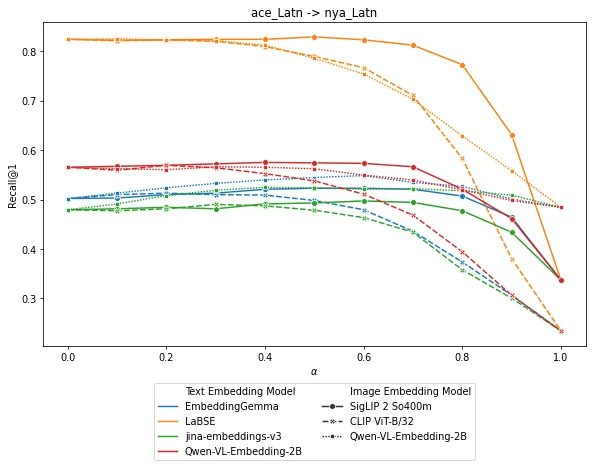 ace_Latn -> nya_Latn
Recall@1
0.8
0.7
0.6
0.5
0.4
0.3
0.0 0.2 0.4 0.6 0.8 1.0
α
Text Embedding Model
EmbeddingGemma
LaBSE
jina-embeddings-v3
Qwen-VL-Embedding-2B
Image Embedding Model
SigLIP 2 So400m
CLIP ViT-B/32
Qwen-VL-Embedding-2B